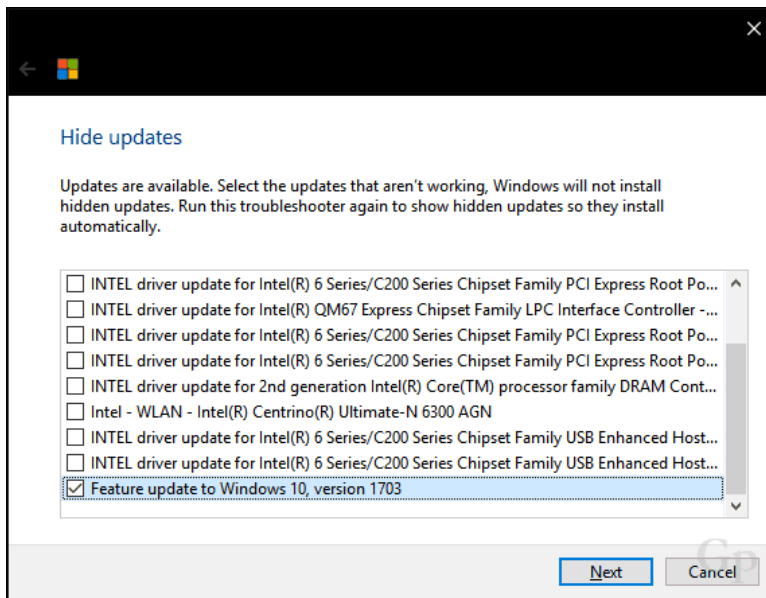 Hide updates
Updates are available. Select the updates that aren't working, Windows will not install
hidden updates. Run this troubleshooter again to show hidden updates so they install
automatically.
INTEL driver update for Intel(R) 6 Series/C200 Series Chipset Family PCI Express Root Po...
INTEL driver update for Intel(R) QM67 Express Chipset Family LPC Interface Controller -...
INTEL driver update for Intel(R) 6 Series/C200 Series Chipset Family PCI Express Root Po...
INTEL driver update for Intel(R) 6 Series/C200 Series Chipset Family PCI Express Root Po...
INTEL driver update for 2nd generation Intel(R) Core(TM) processor family DRAM Cont...
Intel - WLAN - Intel(R) Centrino(R) Ultimate-N 6300 AGN
INTEL driver update for Intel(R) 6 Series/C200 Series Chipset Family USB Enhanced Host...
INTEL driver update for Intel(R) 6 Series/C200 Series Chipset Family USB Enhanced Host...
Feature update to Windows 10, version 1703
Next Cancel
Gp